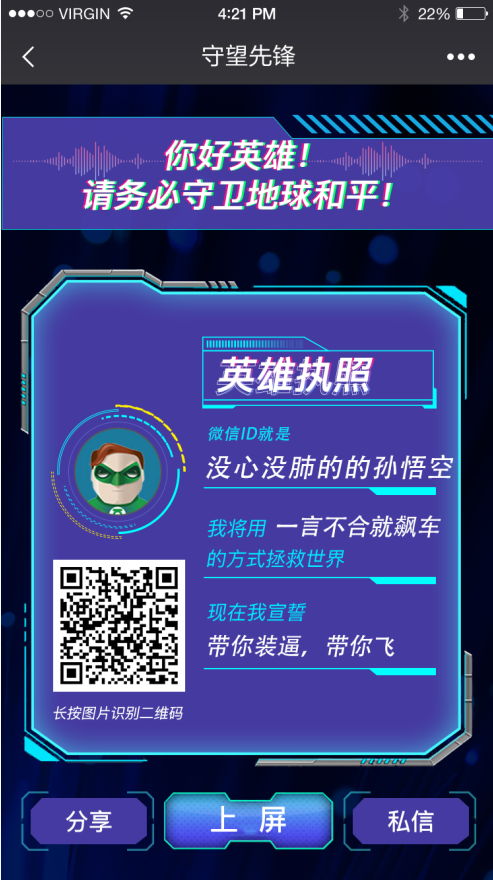 VIRGIN
4:21 PM
22%
守望先锋
你好英雄！
请务必守卫地球和平！
英雄执照
微信ID就是
没心没肺的的孙悟空
我将用 一言不合就飙车
的方式拯救世界
现在我宣誓
带你装逼，带你飞
长按图片识别二维码
分享
上 屏
私信